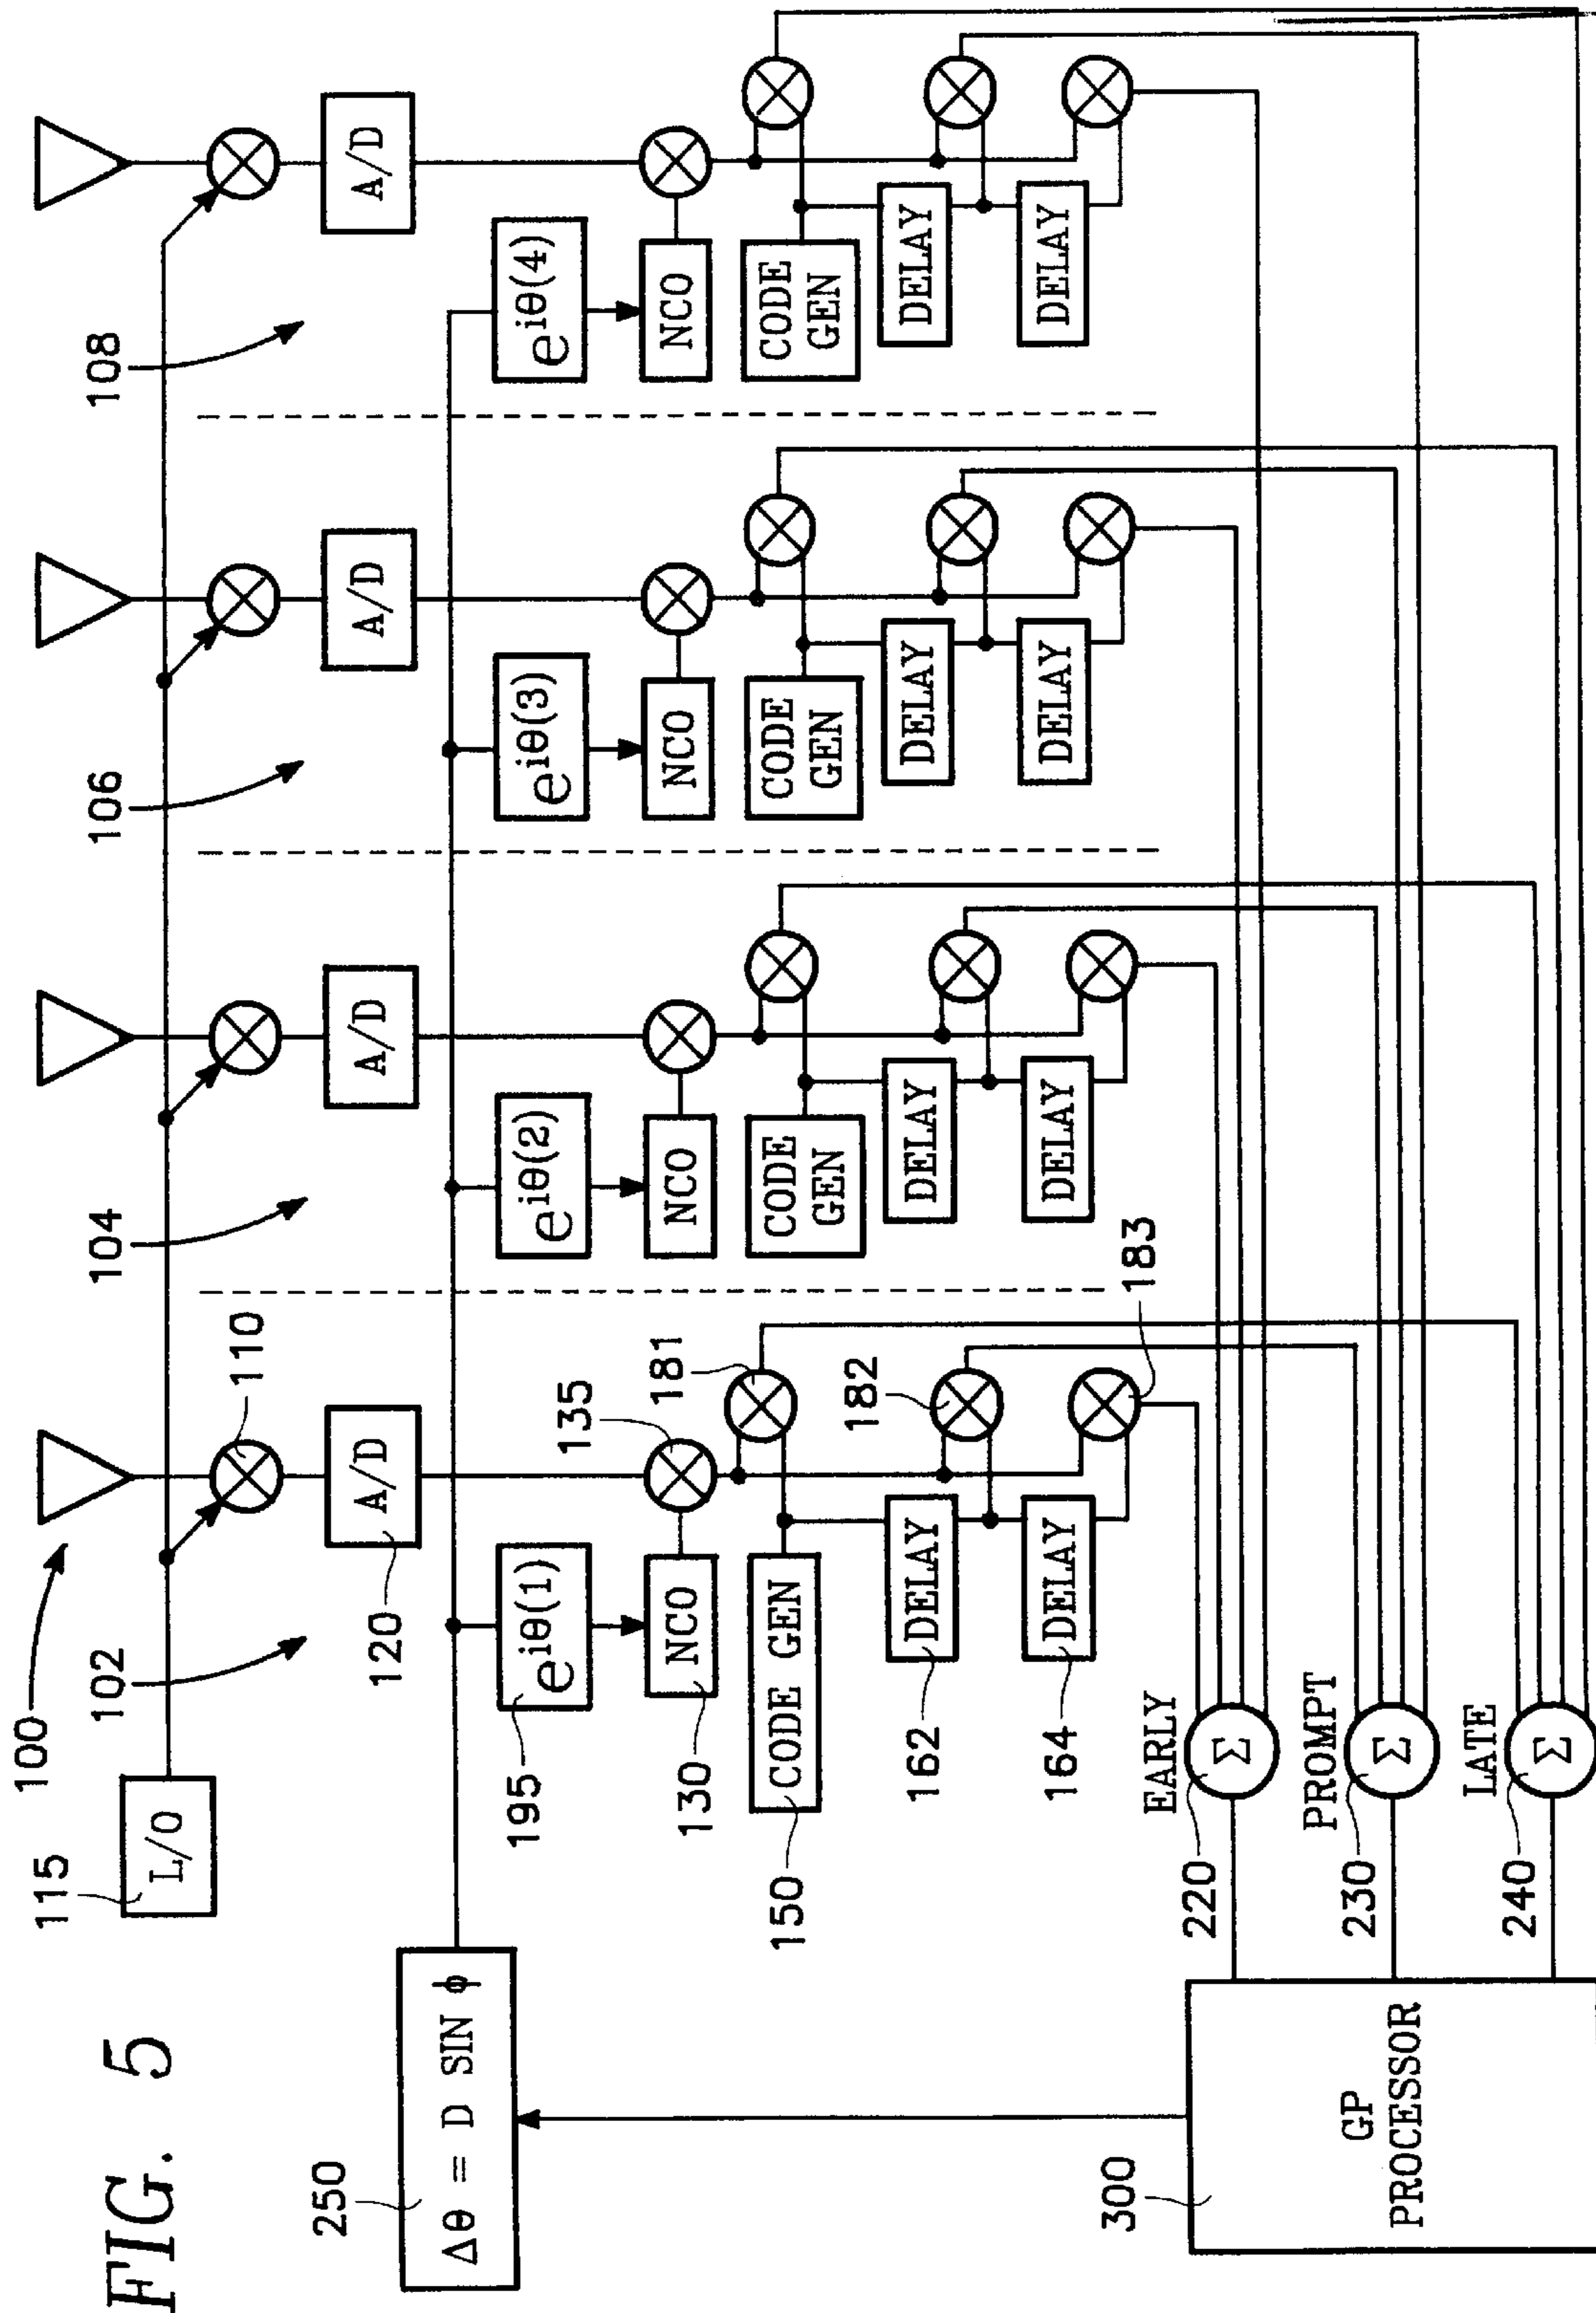 FIG. 5
100
115
L/O
102
104
106
108
110
A/D
A/D
A/D
A/D
120
250
Δθ = D SIN ϕ
195
e^iθ(1)
e^iθ(2)
e^iθ(3)
e^iθ(4)
130
NCO
NCO
NCO
NCO
135
150
CODE GEN
CODE
GEN
CODE
GEN
CODE
GEN
181
182
183
162
DELAY
DELAY
DELAY
DELAY
164
DELAY
DELAY
DELAY
DELAY
EARLY
220
Σ
PROMPT
230
Σ
LATE
240
Σ
300
GP
PROCESSOR